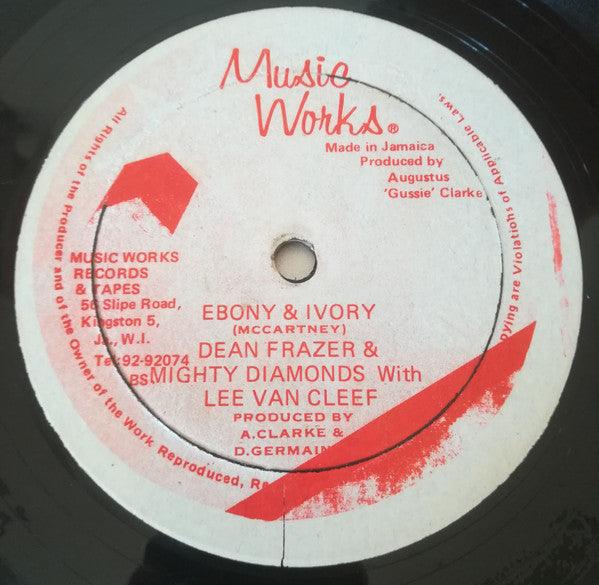 Music
Works®
Made in Jamaica
Produced by
Augustus
'Gussie' Clarke
MUSIC WORKS
RECORDS
& TAPES
56 Slipe Road,
Kingston 5,
Ja., W.I.
Tel 92-92074
BS
EBONY & IVORY
(MCCARTNEY)
DEAN FRAZER &
MIGHTY DIAMONDS With
LEE VAN CLEEF
PRODUCED BY
A.CLARKE &
D.GERMAIN
All Rights of the Producer and of the Owner of the Work Reproduced, Re
pying are Violations of Applicable Laws.